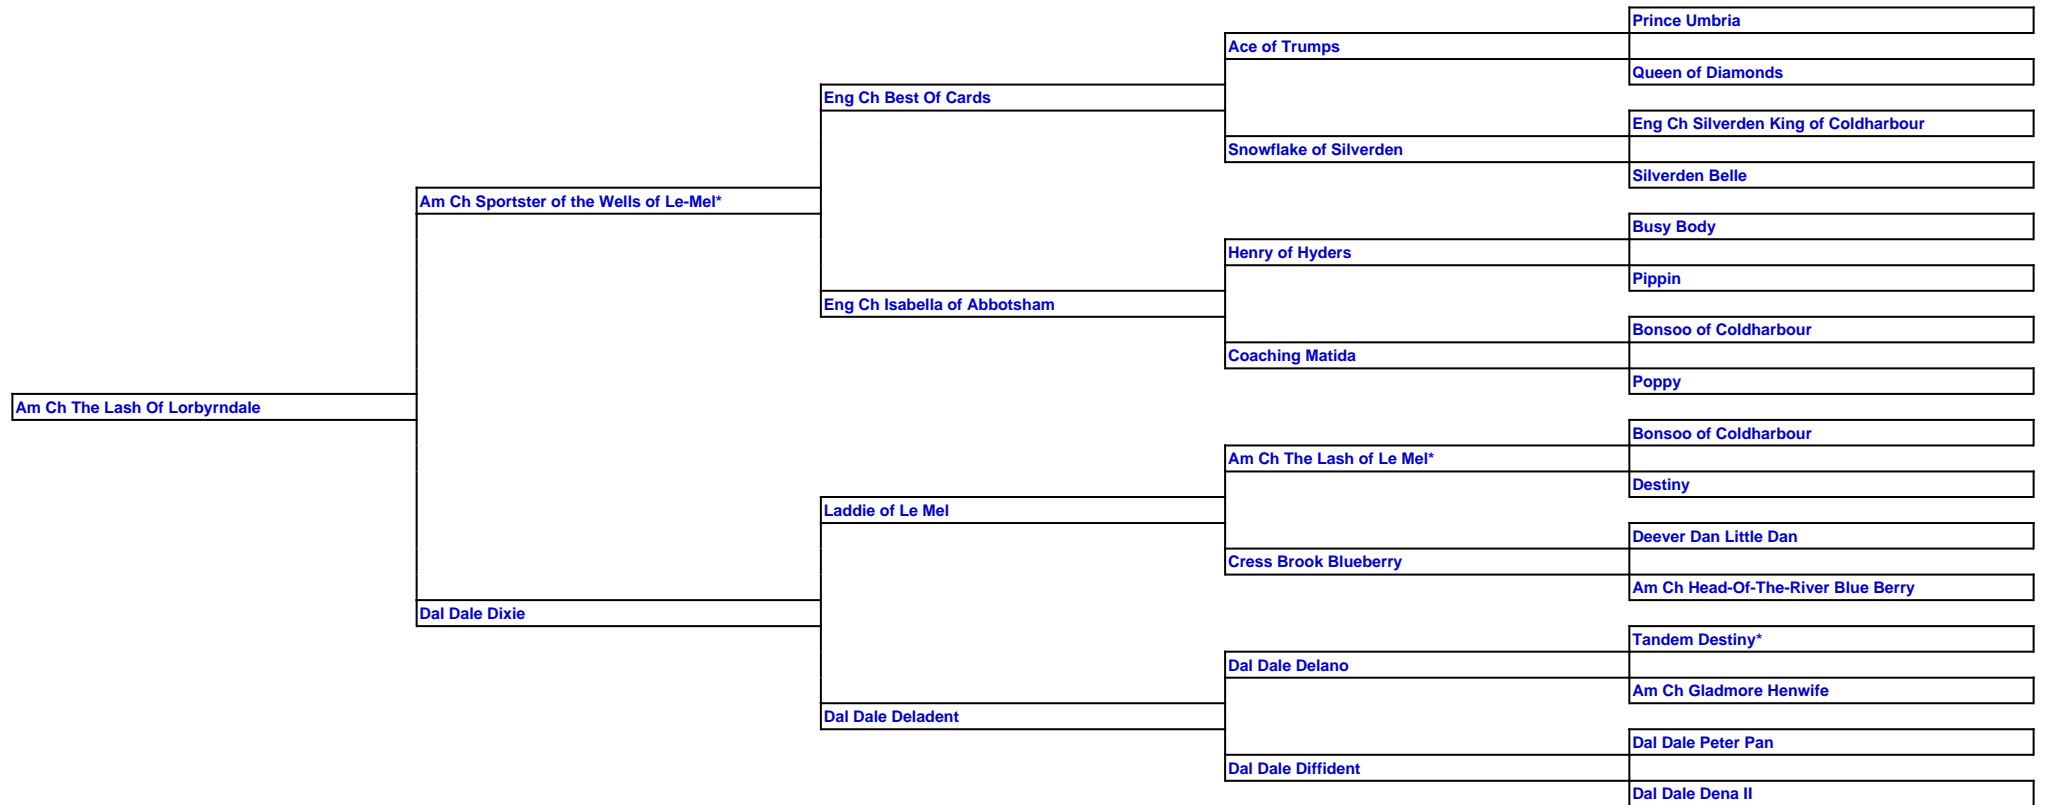 Prince Umbria
Ace of Trumps
Queen of Diamonds
Eng Ch Best Of Cards
Eng Ch Silverden King of Coldharbour
Snowflake of Silverden
Silverden Belle
Am Ch Sportster of the Wells of Le-Mel*
Busy Body
Henry of Hyders
Pippin
Eng Ch Isabella of Abbotsham
Bonsoo of Coldharbour
Coaching Matida
Poppy
Am Ch The Lash Of Lorbyrndale
Bonsoo of Coldharbour
Am Ch The Lash of Le Mel*
Destiny
Laddie of Le Mel
Deever Dan Little Dan
Cress Brook Blueberry
Am Ch Head-Of-The-River Blue Berry
Dal Dale Dixie
Tandem Destiny*
Dal Dale Delano
Am Ch Gladmore Henwife
Dal Dale Deladent
Dal Dale Peter Pan
Dal Dale Diffident
Dal Dale Dena II